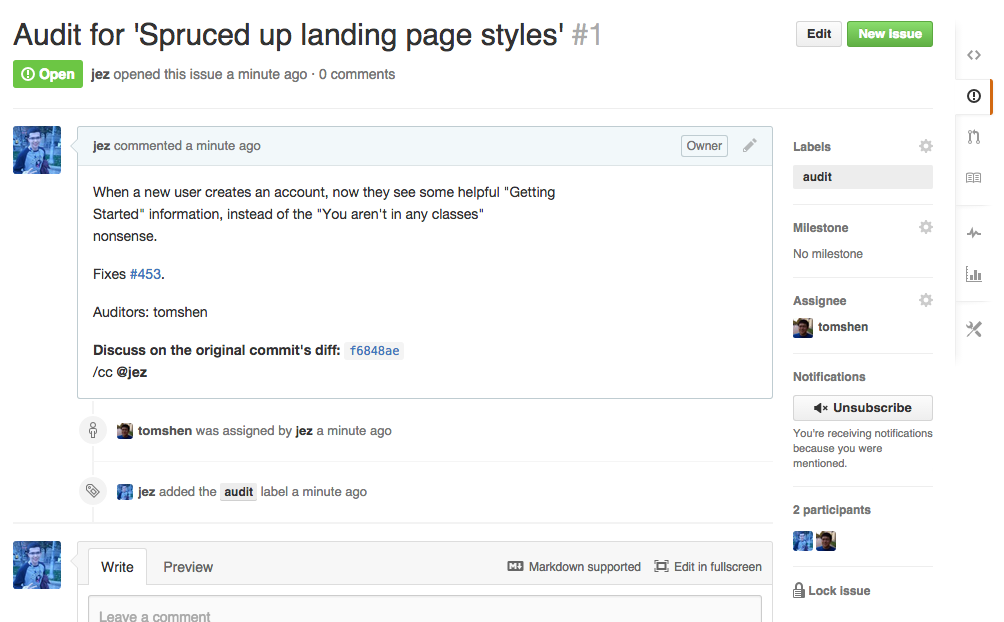 Audit for 'Spruced up landing page styles' #1
Edit
New issue
Open
jez opened this issue a minute ago · 0 comments
jez commented a minute ago
Owner
When a new user creates an account, now they see some helpful "Getting
Started" information, instead of the "You aren't in any classes"
nonsense.
Fixes #453.
Auditors: tomshen
Discuss on the original commit's diff: f6848ae
/cc @jez
tomshen was assigned by jez a minute ago
jez added the audit label a minute ago
Write
Preview
Markdown supported
Edit in fullscreen
Leave a comment
Labels
audit
Milestone
No milestone
Assignee
tomshen
Notifications
Unsubscribe
You're receiving notifications
because you were
mentioned.
2 participants
Lock issue